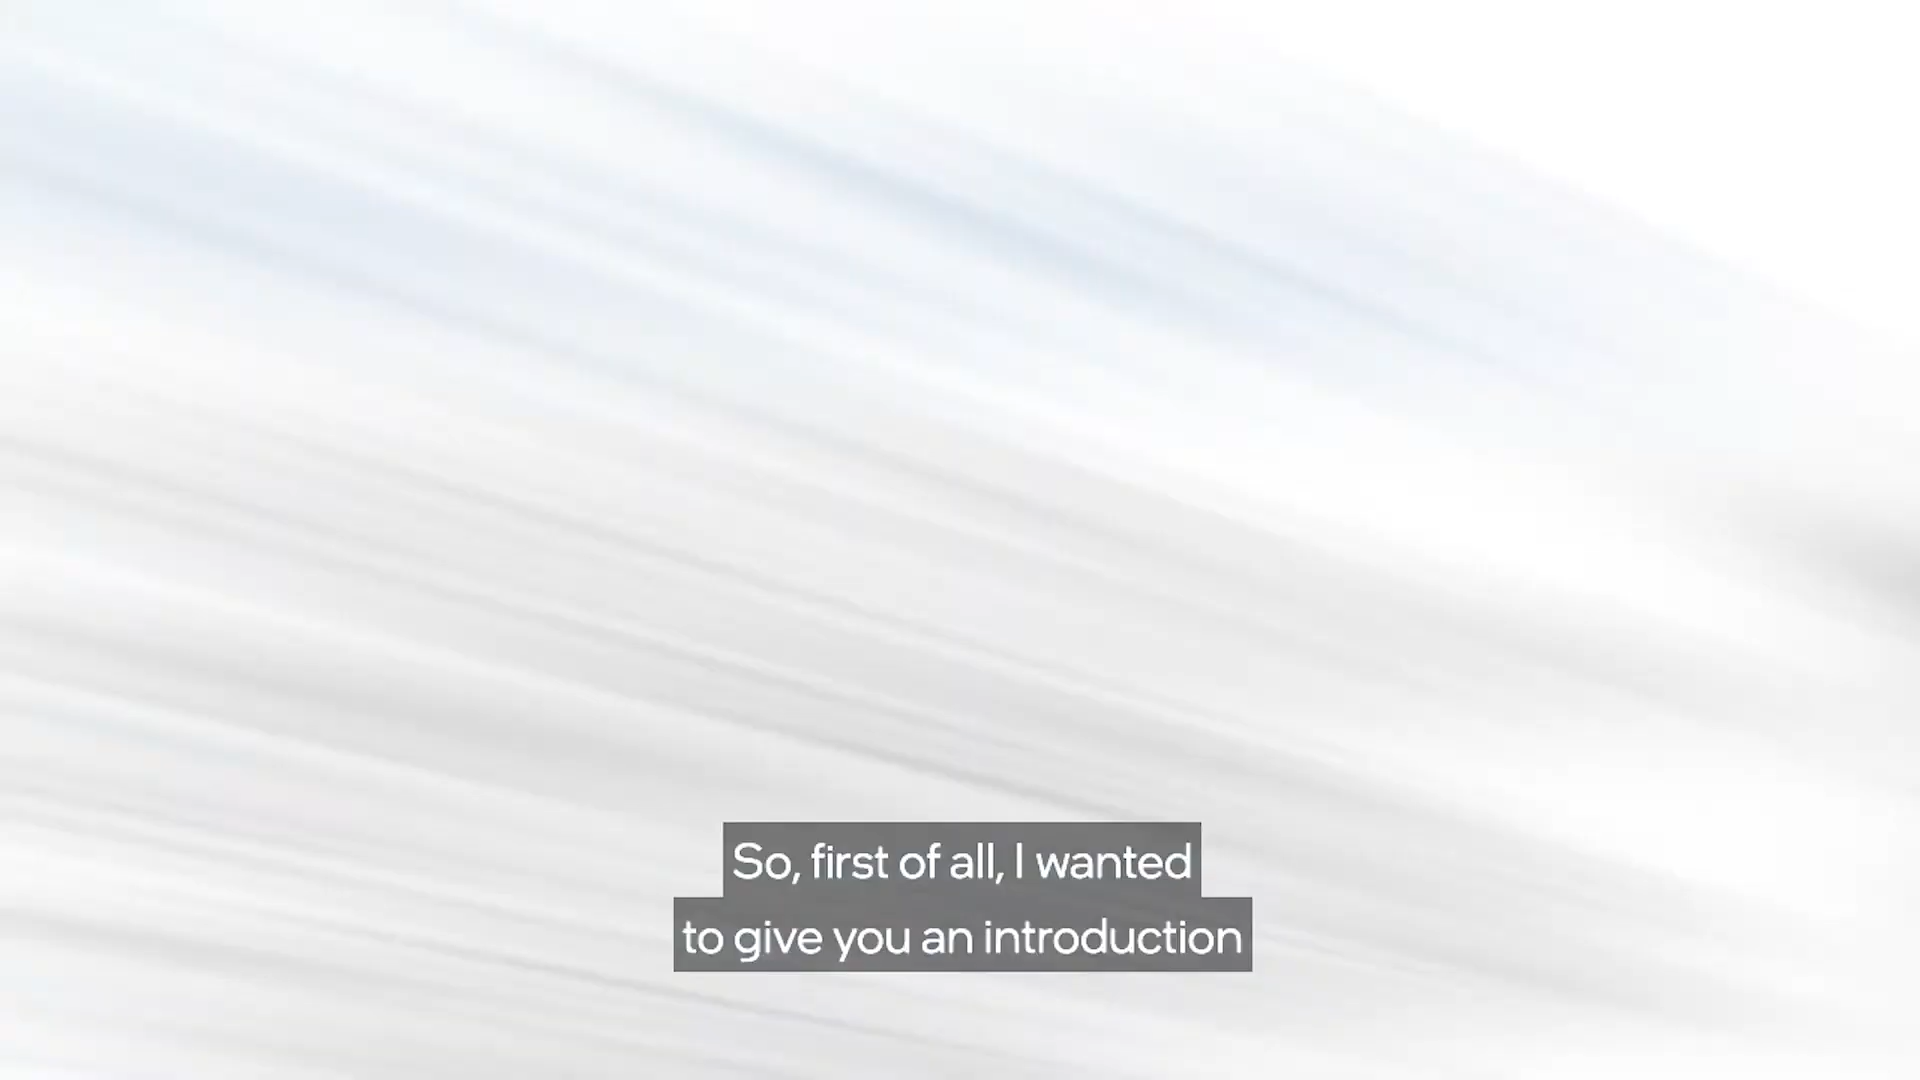 So, first of all, I wanted
to give you an introduction